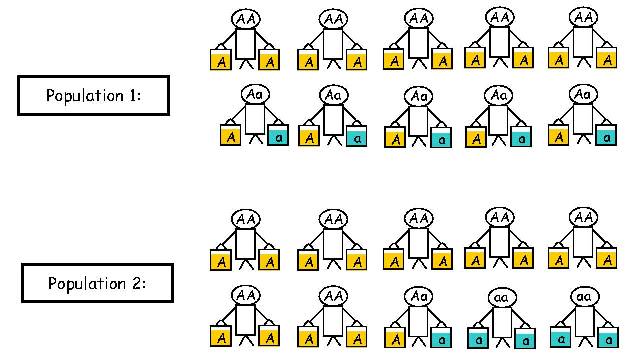 AA AA AA AA AA
A A A A A A A A A A
Population 1:
Aa Aa Aa Aa Aa
A a A a A a A a A a
AA AA AA AA AA
A A A A A A A A A A
Population 2:
AA AA Aa aa aa
A A A A A a a a a a